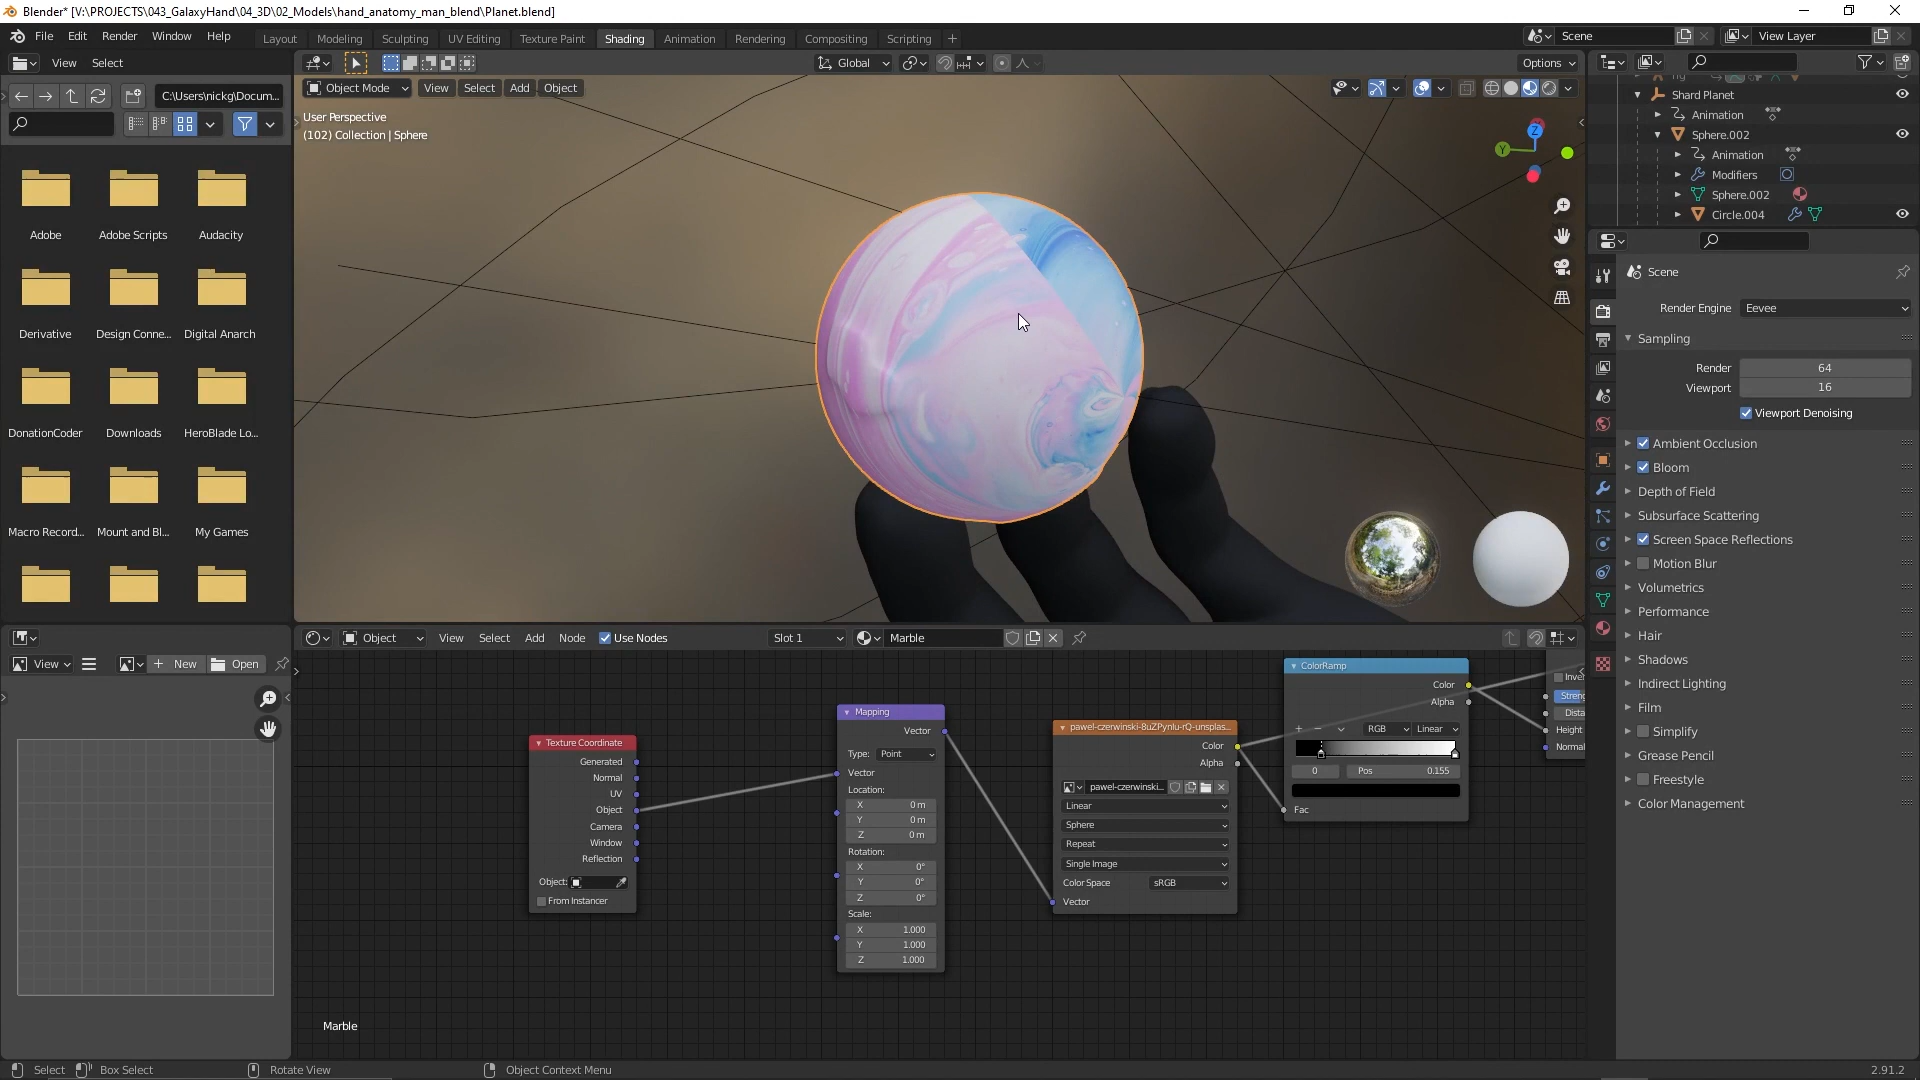 Blender* [V:\PROJECTS\043_GalaxyHand\04_3D\02_Models\hand_anatomy_man_blend\Planet.blend]
File Edit Render Window Help
Layout Modeling Sculpting UV Editing Texture Paint Shading Animation Rendering Compositing Scripting +
Scene
View Layer
View Select
Global
Options
C:\Users\nickg\Docum...
Object Mode View Select Add Object
User Perspective
(102) Collection | Sphere
Z
Y
Adobe
Adobe Scripts
Audacity
Derivative
Design Conne...
Digital Anarch
DonationCoder
Downloads
HeroBlade Lo...
Macro Record...
Mount and Bl...
My Games
Shard Planet
Animation
Sphere.002
Animation
Modifiers
Sphere.002
Circle.004
Scene
Render Engine Eevee
Sampling
Render 64
Viewport 16
Viewport Denoising
Ambient Occlusion
Bloom
Depth of Field
Subsurface Scattering
Screen Space Reflections
Motion Blur
Volumetrics
Performance
Hair
Shadows
Indirect Lighting
Film
Simplify
Grease Pencil
Freestyle
Color Management
View
New
Open
Object View Select Add Node Use Nodes Slot 1 Marble
Texture Coordinate
Generated
Normal
UV
Object
Camera
Window
Reflection
Object:
From Instancer
Mapping
Vector
Type: Point
Vector
Location:
X 0 m
Y 0 m
Z 0 m
Rotation:
X 0°
Y 0°
Z 0°
Scale:
X 1.000
Y 1.000
Z 1.000
pawel-czerwinski-8uZPynIu-rQ-unsplas...
Color
Alpha
pawel-czerwinski...
Linear
Sphere
Repeat
Single Image
Color Space sRGB
Vector
ColorRamp
Color
Alpha
+ − RGB Linear
0 Pos 0.155
Fac
Inve
Streng
Dista
Height
Normal
Marble
Select Box Select Rotate View Object Context Menu 2.91.2